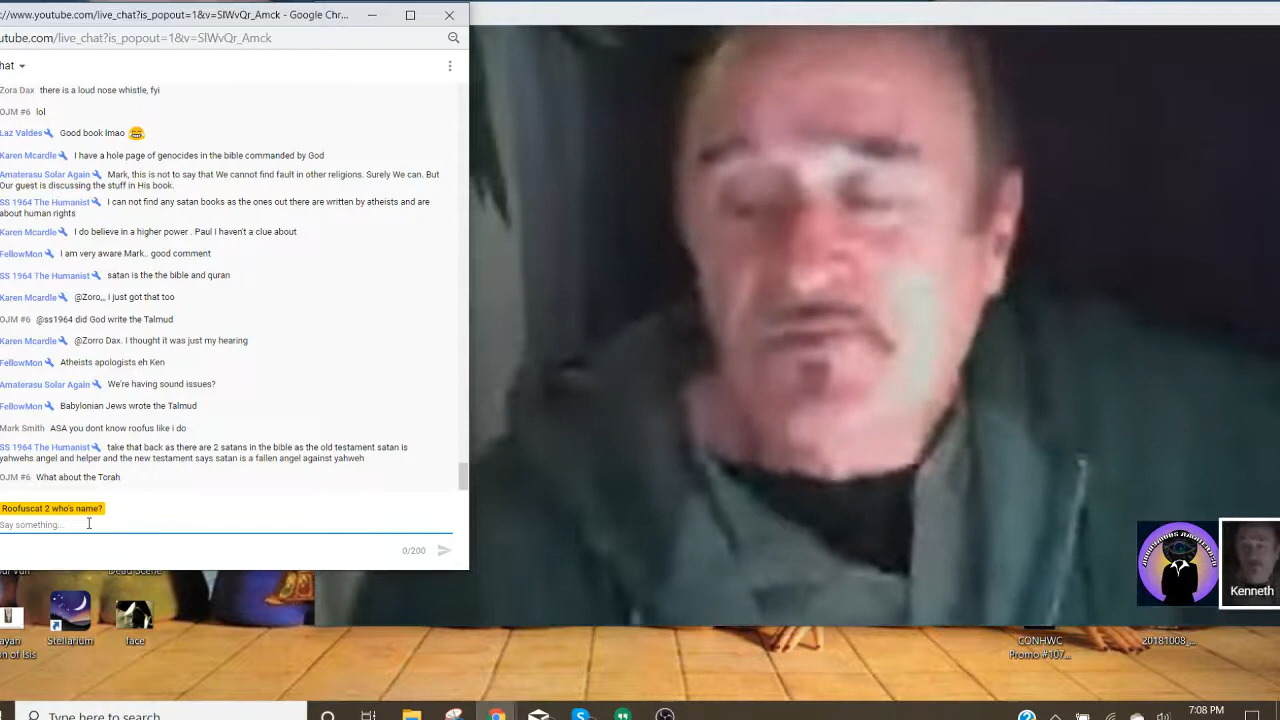 ://www.youtube.com/live_chat?is_popout=1&v=SlWvQr_Amck - Google Chr...
utube.com/live_chat?is_popout=1&v=SlWvQr_Amck
hat
Zora Dax there is a loud nose whistle, fyi
OJM #6 lol
Laz Valdes Good book lmao 😂
Karen Mcardle I have a hole page of genocides in the bible commanded by God
Amaterasu Solar Again Mark, this is not to say that We cannot find fault in other religions. Surely We can. But
Our guest is discussing the stuff in His book.
SS 1964 The Humanist I can not find any satan books as the ones out there are written by atheists and are
about human rights
Karen Mcardle I do believe in a higher power . Paul I haven't a clue about
FellowMon I am very aware Mark.. good comment
SS 1964 The Humanist satan is the the bible and quran
Karen Mcardle @Zoro,,, I just got that too
OJM #6 @ss1964 did God write the Talmud
Karen Mcardle @Zorro Dax. I thought it was just my hearing
FellowMon Atheists apologists eh Ken
Amaterasu Solar Again We're having sound issues?
FellowMon Babylonian Jews wrote the Talmud
Mark Smith ASA you dont know roofus like i do
SS 1964 The Humanist take that back as there are 2 satans in the bible as the old testament satan is
yahwehs angel and helper and the new testament says satan is a fallen angel against yahweh
OJM #6 What about the Torah
Roofuscat 2 who's name?
Say something...
0/200
Kenneth
Dead Scene
ayan
on of Isis
Stellarium
face
CONHWC
Promo #107...
20181008_...
Type here to search
7:08 PM